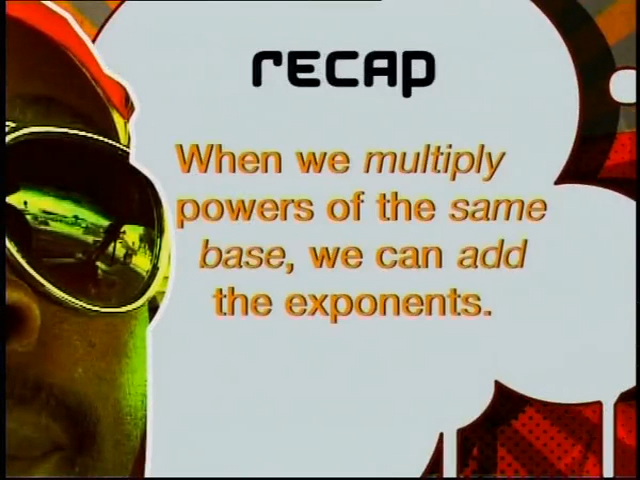 recap
When we multiply
powers of the same
base, we can add
the exponents.